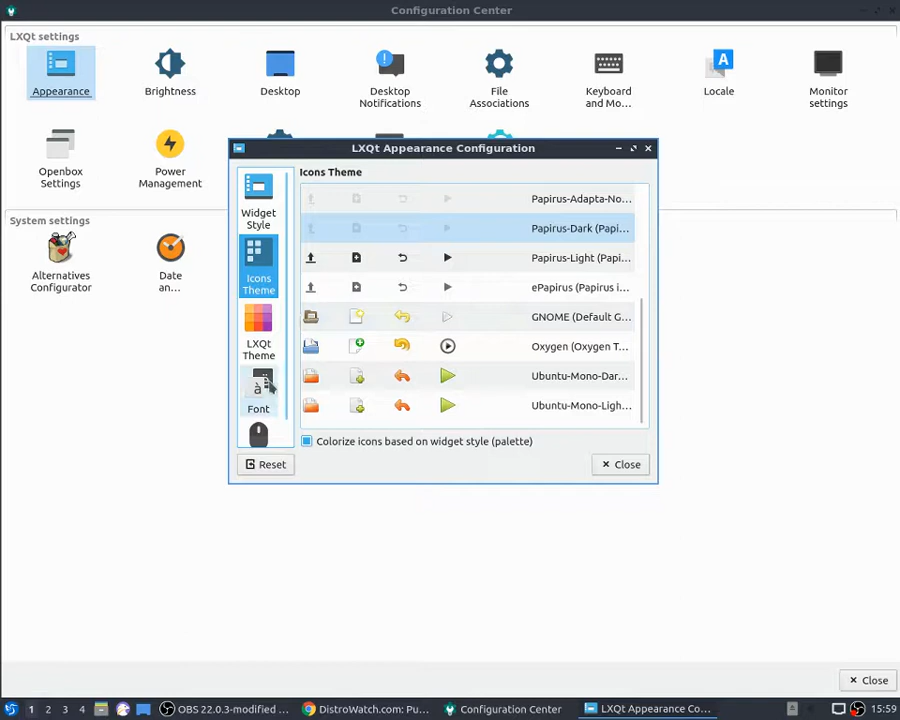 Configuration Center
LXQt settings
Appearance
Brightness
Desktop
Desktop
Notifications
File
Associations
Keyboard
and Mo...
Locale
Monitor
settings
Openbox
Settings
Power
Management
System settings
Alternatives
Configurator
Date
an...
LXQt Appearance Configuration
Widget
Style
Icons
Theme
LXQt
Theme
Font
Icons Theme
Papirus-Adapta-No...
Papirus-Dark (Papi...
Papirus-Light (Papi...
ePapirus (Papirus i...
GNOME (Default G...
Oxygen (Oxygen T...
Ubuntu-Mono-Dar...
Ubuntu-Mono-Ligh...
Colorize icons based on widget style (palette)
Reset
Close
Close
1 2 3 4 OBS 22.0.3-modified ... DistroWatch.com: Pu... Configuration Center LXQt Appearance Co... 15:59